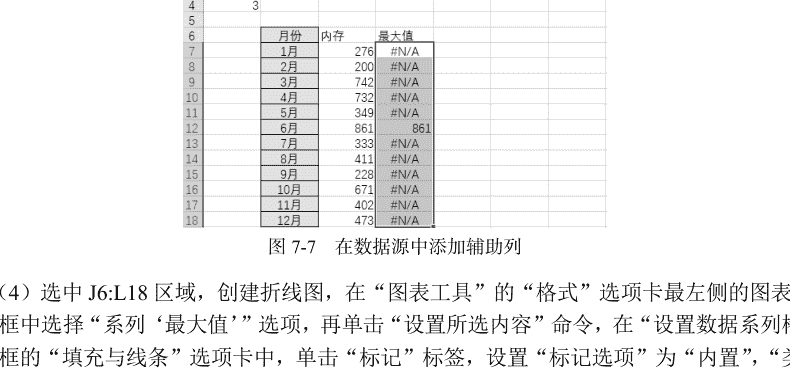 4 3
5
6 月份 内存 最大值
7 1月 276 #N/A
8 2月 200 #N/A
9 3月 742 #N/A
10 4月 732 #N/A
11 5月 349 #N/A
12 6月 861 861
13 7月 333 #N/A
14 8月 411 #N/A
15 9月 228 #N/A
16 10月 671 #N/A
17 11月 402 #N/A
18 12月 473 #N/A
图 7-7 在数据源中添加辅助列
（4）选中 J6:L18 区域，创建折线图，在“图表工具”的“格式”选项卡最左侧的图表
框中选择“系列‘最大值’”选项，再单击“设置所选内容”命令，在“设置数据系列
框的“填充与线条”选项卡中，单击“标记”标签，设置“标记选项”为“内置”，“